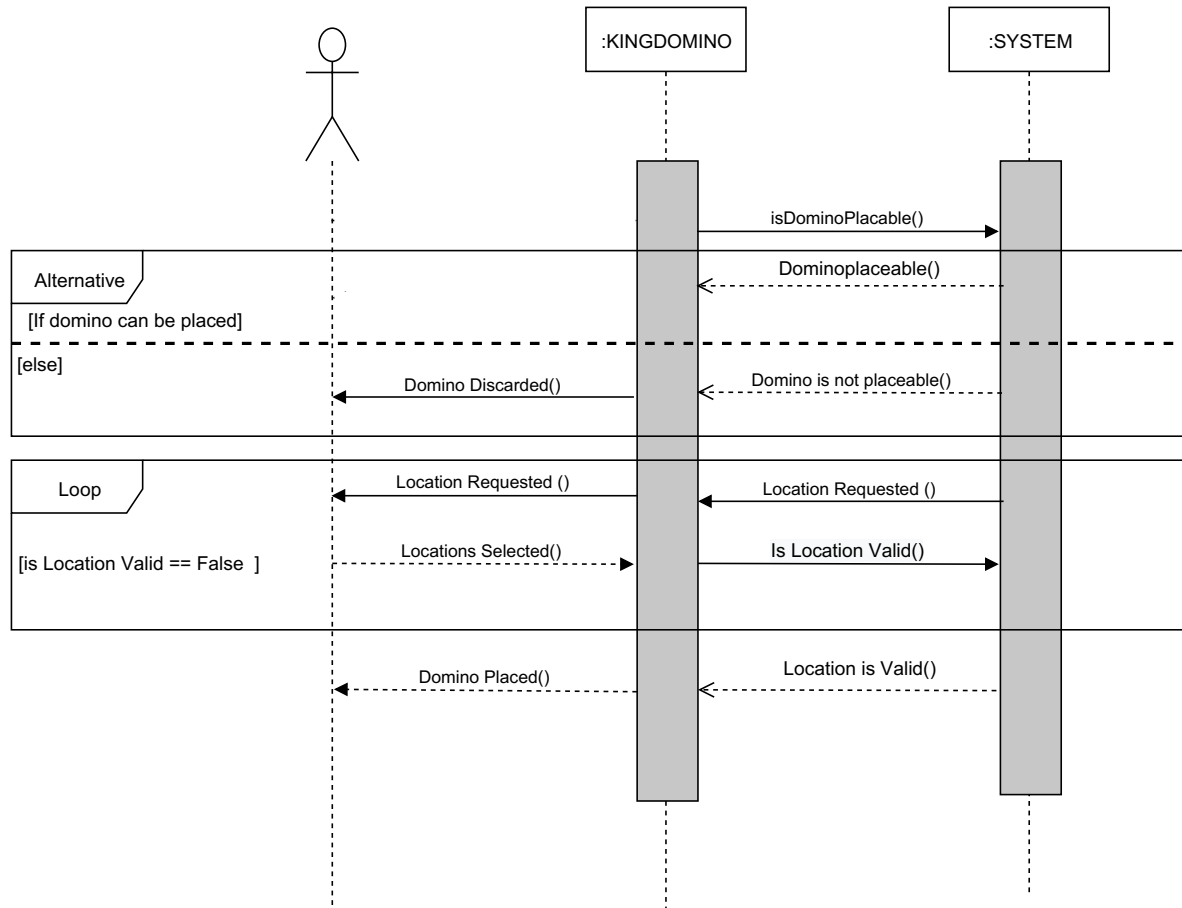 :KINGDOMINO
:SYSTEM
isDominoPlacable()
Alternative
Dominoplaceable()
[If domino can be placed]
[else]
Domino Discarded()
Domino is not placeable()
Loop
Location Requested ()
Location Requested ()
[is Location Valid == False ]
Locations Selected()
Is Location Valid()
Domino Placed()
Location is Valid()